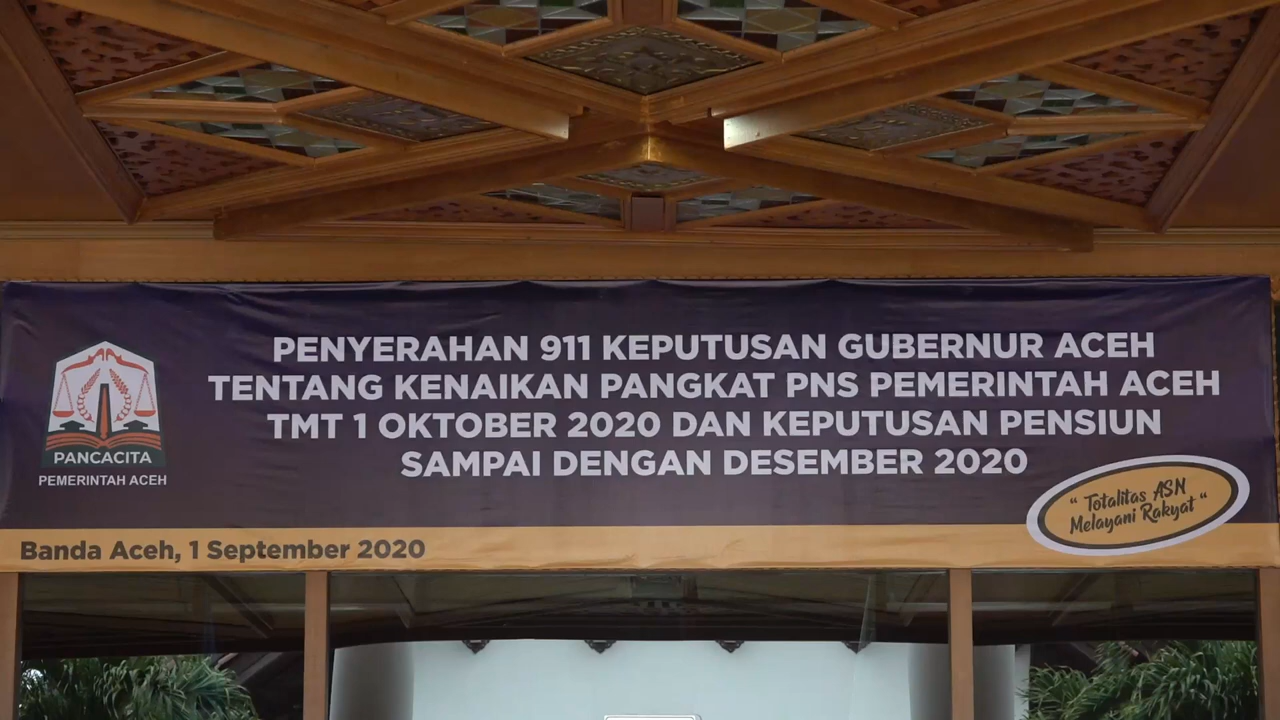 PENYERAHAN 911 KEPUTUSAN GUBERNUR ACEH
TENTANG KENAIKAN PANGKAT PNS PEMERINTAH ACEH
TMT 1 OKTOBER 2020 DAN KEPUTUSAN PENSIUN
SAMPAI DENGAN DESEMBER 2020
PANCACITA
PEMERINTAH ACEH
“ Totalitas ASN
Melayani Rakyat “
Banda Aceh, 1 September 2020